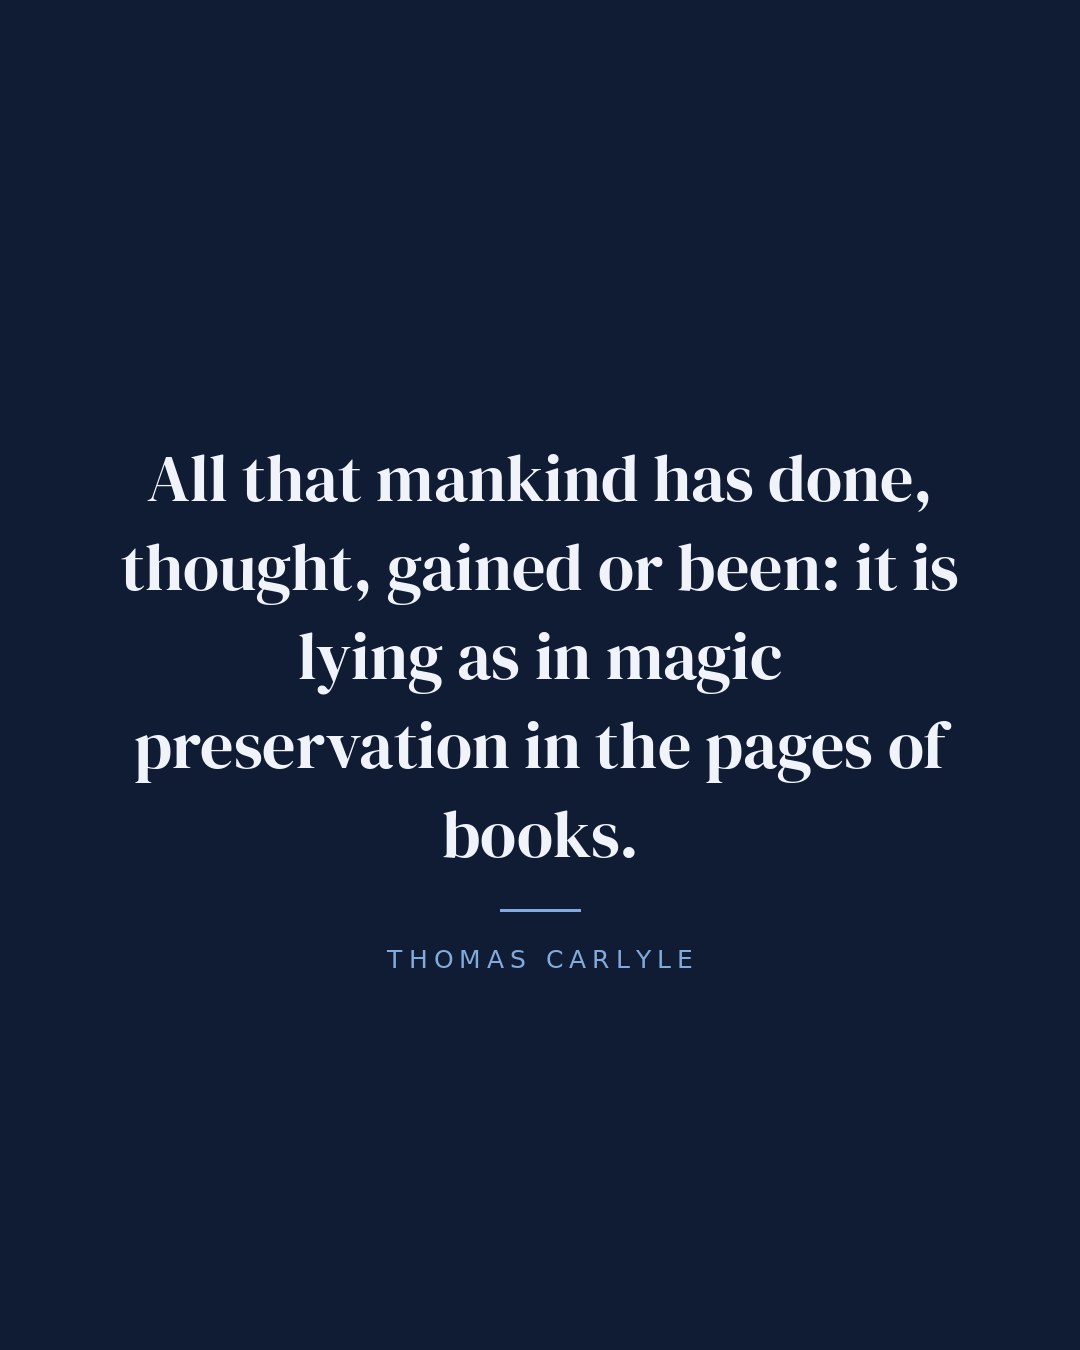 All that mankind has done,
thought, gained or been: it is
lying as in magic
preservation in the pages of
books.
THOMAS CARLYLE